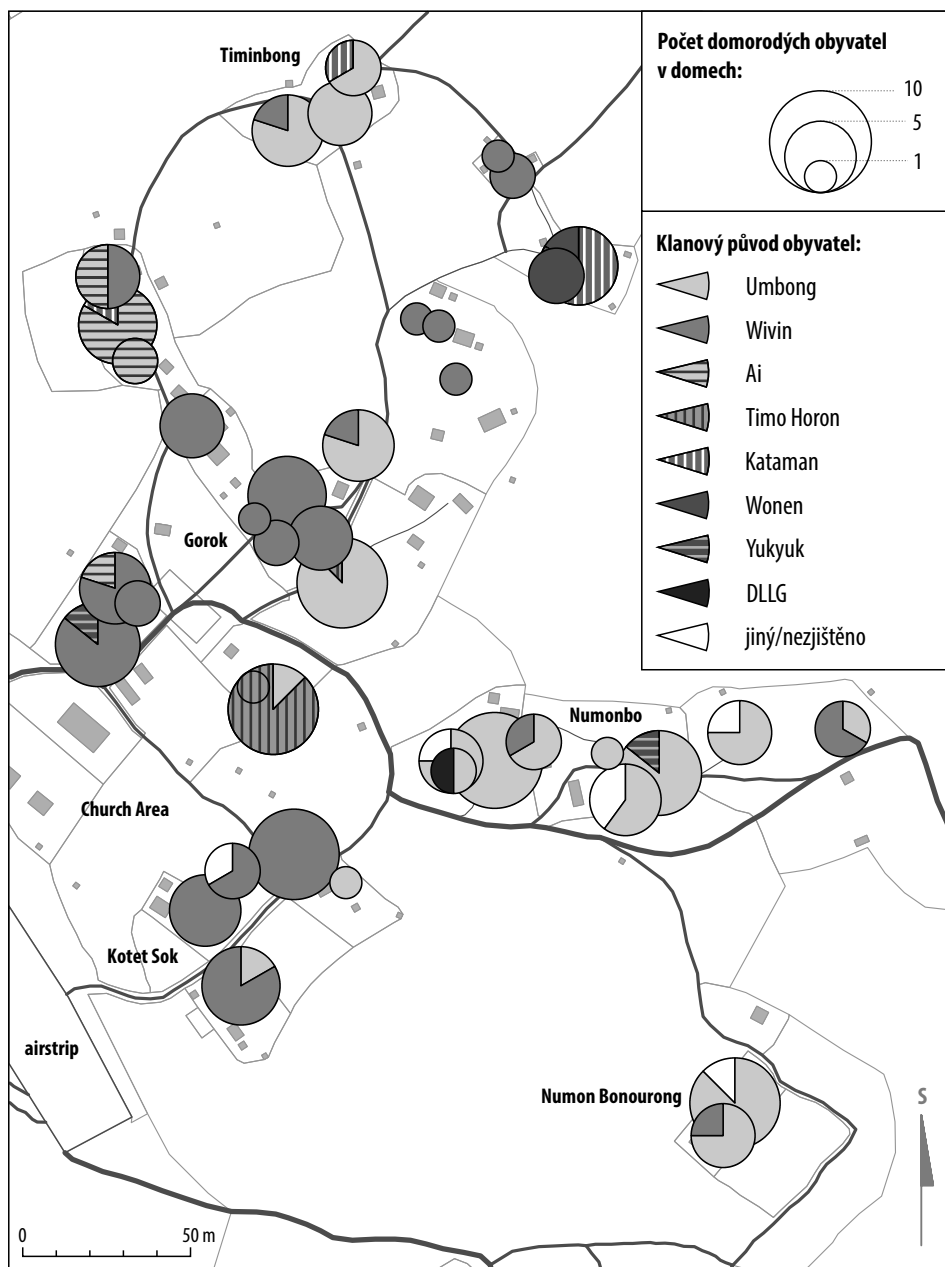 Timinbong
Počet domorodých obyvatel
v domech:
10
5
1
Klanový původ obyvatel:
Umbong
Wivin
Ai
Timo Horon
Kataman
Wonen
Yukyuk
DLLG
jiný/nezjištěno
Gorok
Numonbo
Church Area
Kotet Sok
airstrip
Numon Bonourong
S
0
50 m